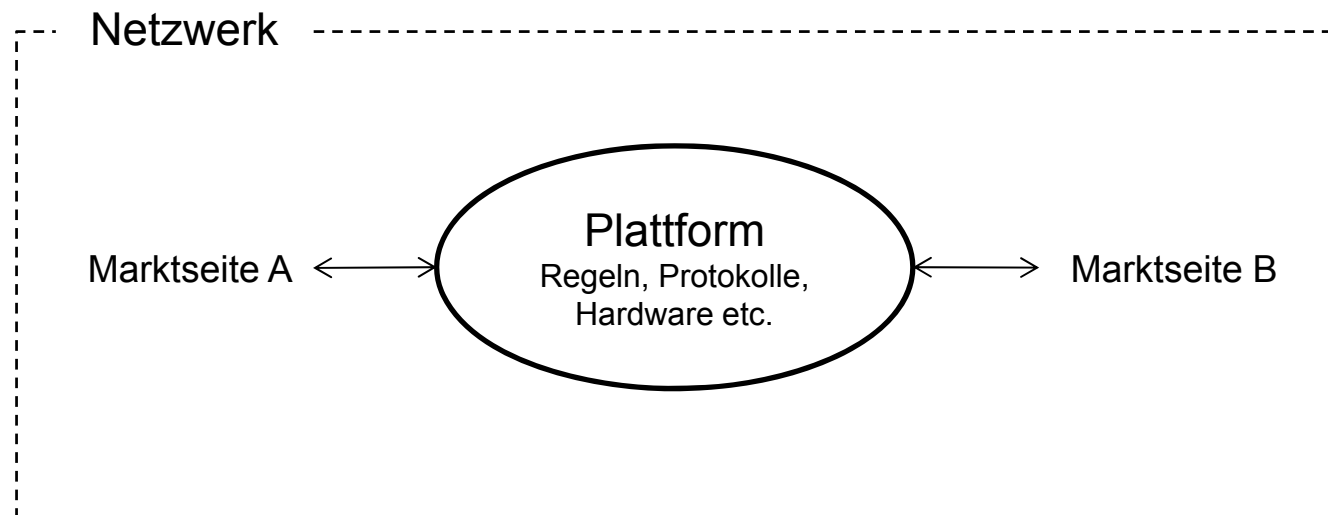 Netzwerk
Plattform
Marktseite A
Regeln, Protokolle,
Marktseite B
Hardware etc.